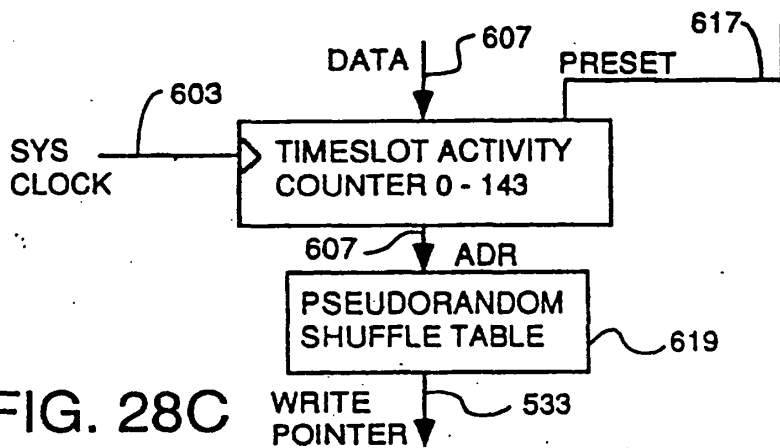 617
607
DATA
PRESET
603
SYS
CLOCK
TIMESLOT ACTIVITY
COUNTER 0 - 143
607
ADR
PSEUDORANDOM
SHUFFLE TABLE
619
FIG. 28C
WRITE
POINTER
533